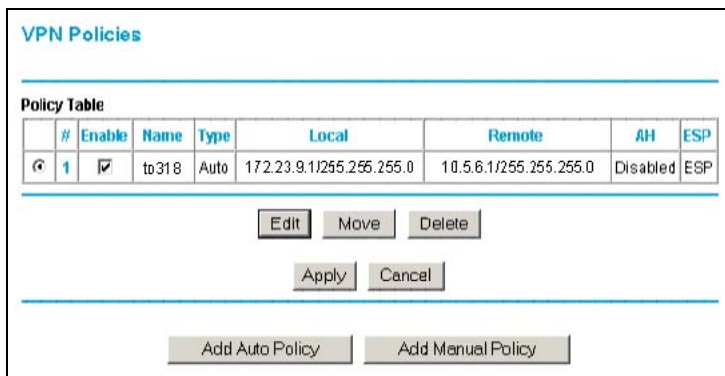 VPN Policies
Policy Table
# Enable Name Type Local Remote AH ESP
1 to318 Auto 172.23.9.1/255.255.255.0 10.5.6.1/255.255.255.0 Disabled ESP
Edit Move Delete
Apply Cancel
Add Auto Policy Add Manual Policy